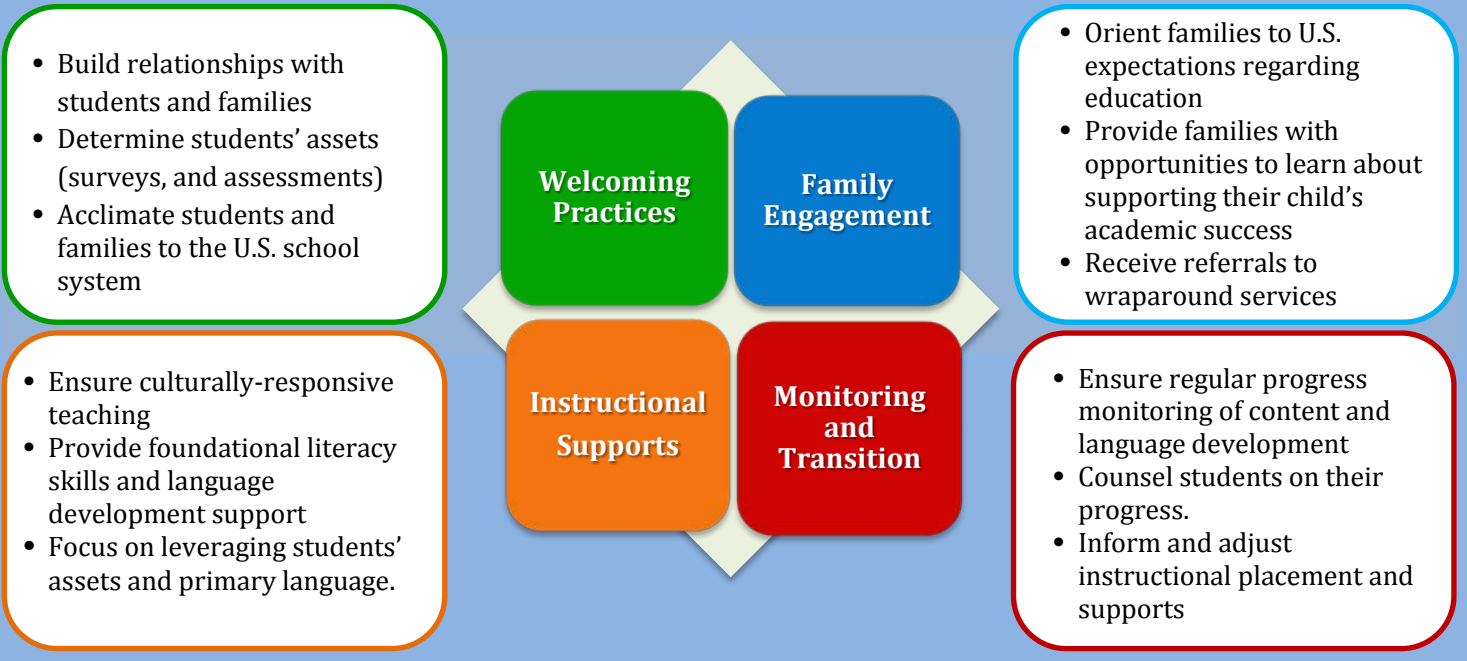 • Build relationships with
students and families
• Determine students’ assets
(surveys, and assessments)
• Acclimate students and
families to the U.S. school
system
Welcoming
Practices
Family
Engagement
• Orient families to U.S.
expectations regarding
education
• Provide families with
opportunities to learn about
supporting their child’s
academic success
• Receive referrals to
wraparound services
• Ensure culturally-responsive
teaching
• Provide foundational literacy
skills and language
development support
• Focus on leveraging students’
assets and primary language.
Instructional
Supports
Monitoring
and
Transition
• Ensure regular progress
monitoring of content and
language development
• Counsel students on their
progress.
• Inform and adjust
instructional placement and
supports